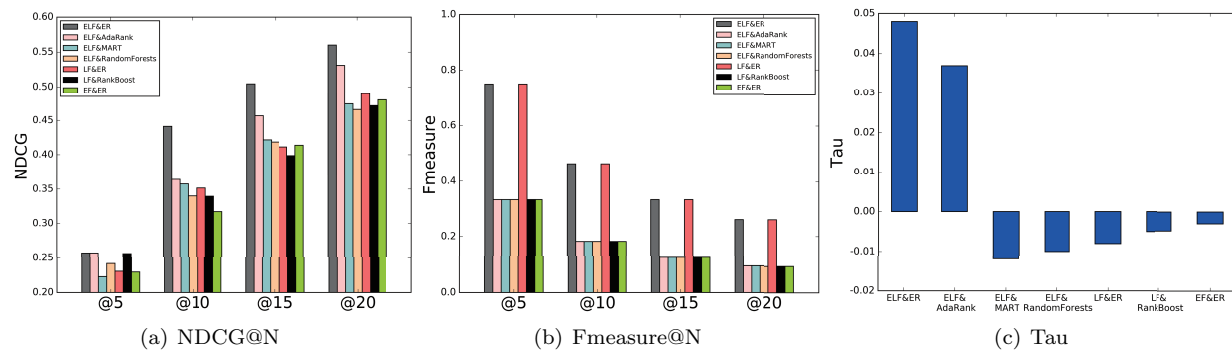 0.60
0.55
0.50
0.45
0.40
0.35
0.30
0.25
0.20
NDCG
ELF&ER
ELF&AdaRank
ELF&MART
ELF&RandomForests
LF&ER
LF&RankBoost
EF&ER
@5 @10 @15 @20
(a) NDCG@N
1.0
0.8
0.6
0.4
0.2
0.0
Fmeasure
ELF&ER
ELF&AdaRank
ELF&MART
ELF&RandomForests
LF&ER
LF&RankBoost
EF&ER
@5 @10 @15 @20
(b) Fmeasure@N
0.05
0.04
0.03
0.02
0.01
0.00
-0.01
-0.02
Tau
ELF&ER ELF& ELF& ELF& LF&ER LF& EF&ER
AdaRank MART RandomForests RankBoost
(c) Tau